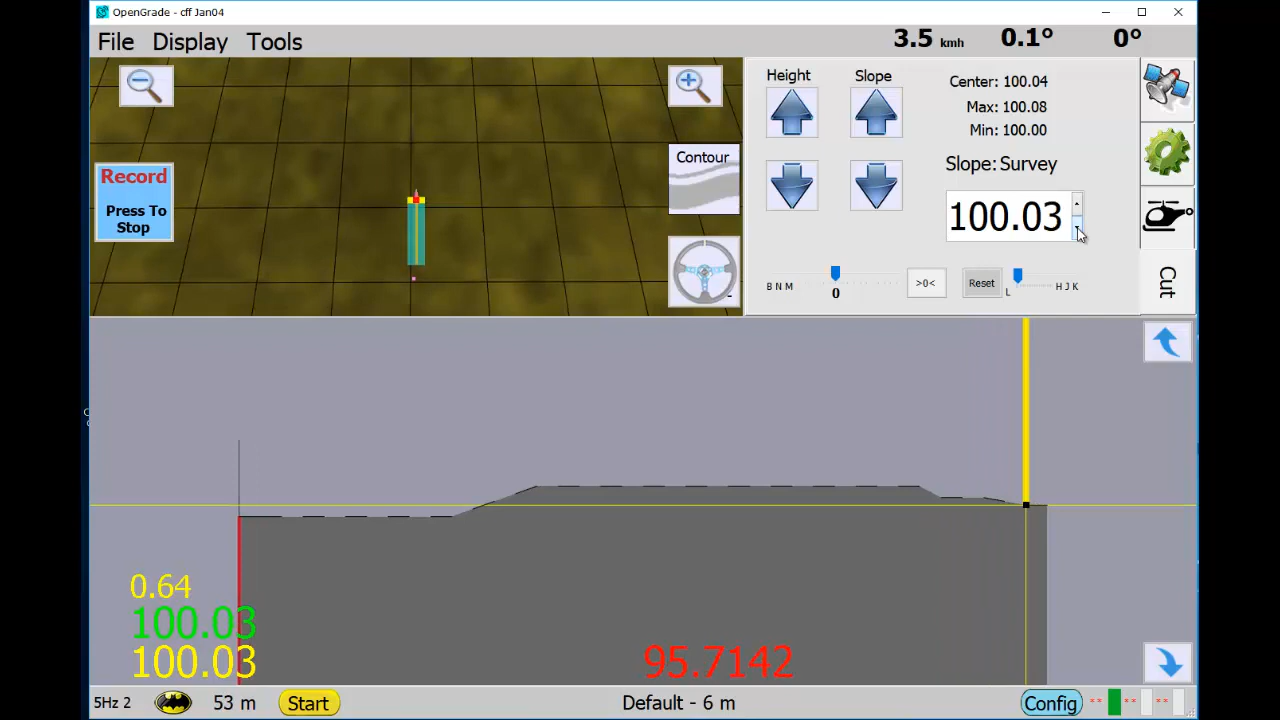 OpenGrade - cff Jan04
File Display Tools
3.5 kmh 0.1° 0°
Record
Press To
Stop
Contour
Height Slope
Center: 100.04
Max: 100.08
Min: 100.00
Slope: Survey
100.03
B N M
0
>0<
Reset
L
H J K
Cut
0.64
100.03
100.03
95.7142
5Hz 2
53 m
Start
Default - 6 m
Config
** ** **